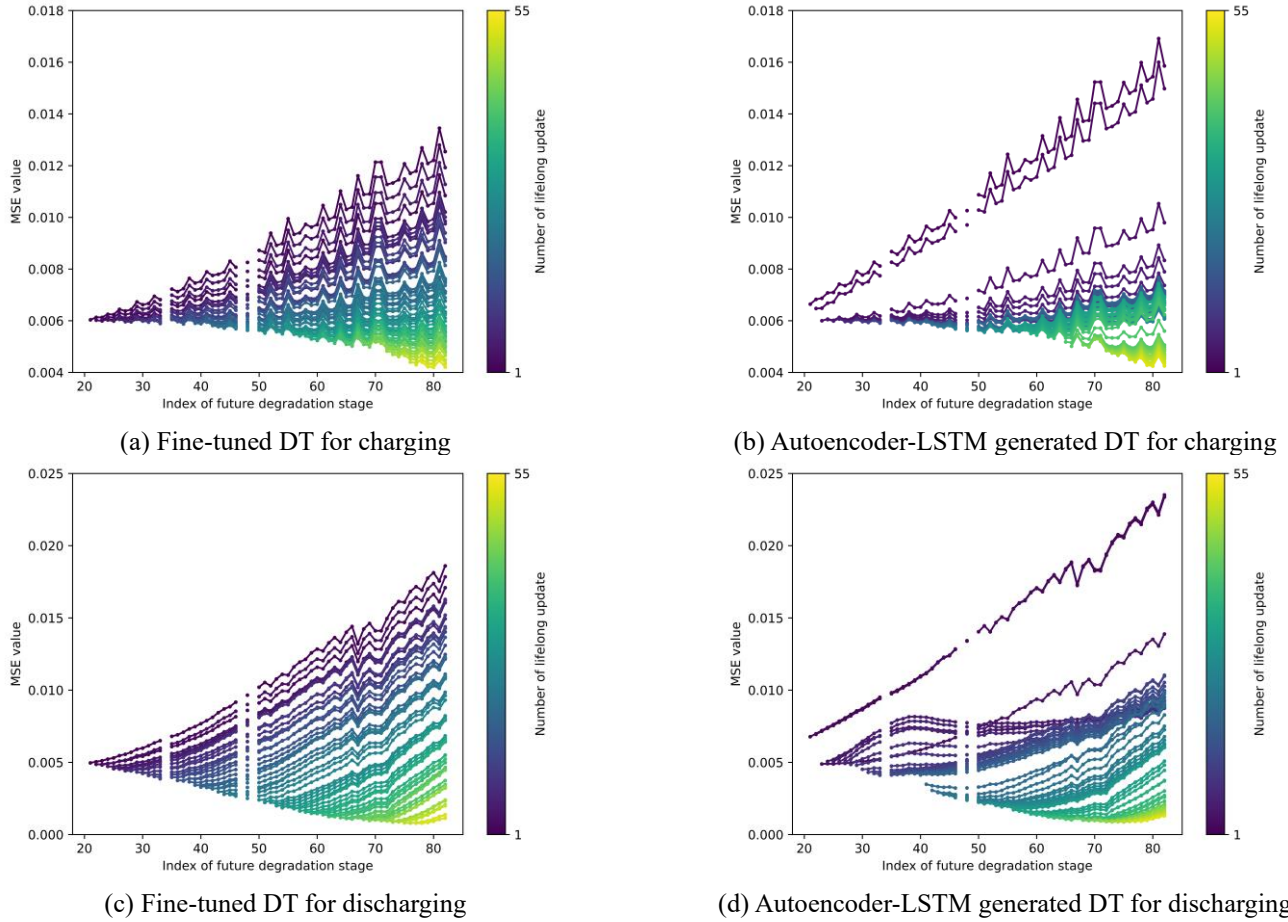 0.018
0.016
0.014
0.012
0.010
0.008
0.006
0.004
MSE value
20 30 40 50 60 70 80
Index of future degradation stage
55
1
Number of lifelong update
(a) Fine-tuned DT for charging
0.018
0.016
0.014
0.012
0.010
0.008
0.006
0.004
MSE value
20 30 40 50 60 70 80
Index of future degradation stage
55
1
Number of lifelong update
(b) Autoencoder-LSTM generated DT for charging
0.025
0.020
0.015
0.010
0.005
0.000
MSE value
20 30 40 50 60 70 80
Index of future degradation stage
55
1
Number of lifelong update
(c) Fine-tuned DT for discharging
0.025
0.020
0.015
0.010
0.005
0.000
MSE value
20 30 40 50 60 70 80
Index of future degradation stage
55
1
Number of lifelong update
(d) Autoencoder-LSTM generated DT for discharging